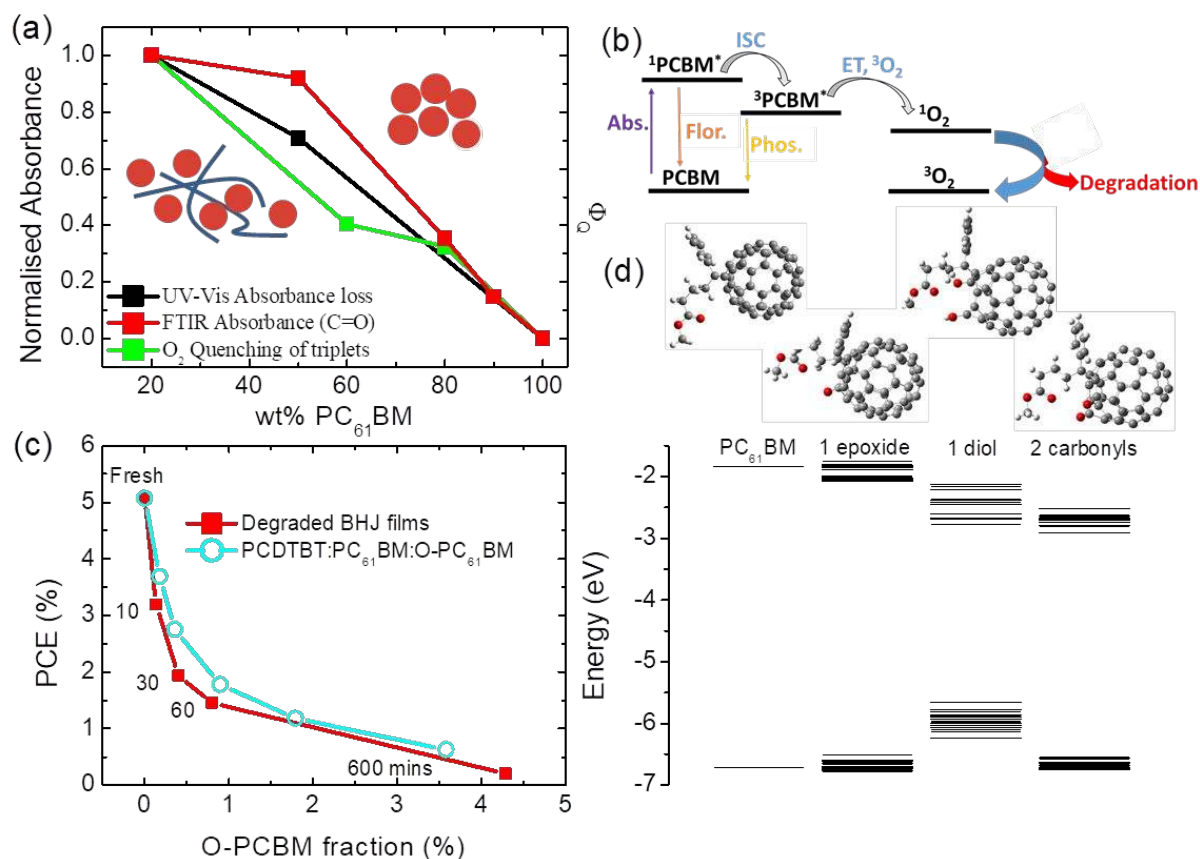 (a)
Normalised Absorbance
1.0
0.8
0.6
0.4
0.2
0.0
UV-Vis Absorbance loss
FTIR Absorbance (C=O)
O₂ Quenching of triplets
20 40 60 80 100
wt% PC₆₁BM
(b)
ISC
¹PCBM*
ET, ³O₂
³PCBM*
¹O₂
Abs.
Flor.
Phos.
PCBM
³O₂
Degradation
Φ
Q
(c)
PCE (%)
6
5
4
3
2
1
0
Fresh
Degraded BHJ films
PCDTBT:PC₆₁BM:O-PC₆₁BM
10
30
60
600 mins
0 1 2 3 4 5
O-PCBM fraction (%)
(d)
PC₆₁BM 1 epoxide 1 diol 2 carbonyls
Energy (eV)
-2
-3
-4
-5
-6
-7